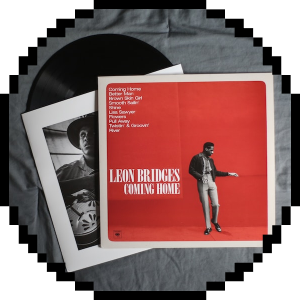 Coming Home
Better Man
Brown Skin Girl
Smooth Sailin'
Shine
Lisa Sawyer
Flowers
Pull Away
Twistin' & Groovin'
River
LEON BRIDGES
COMING HOME